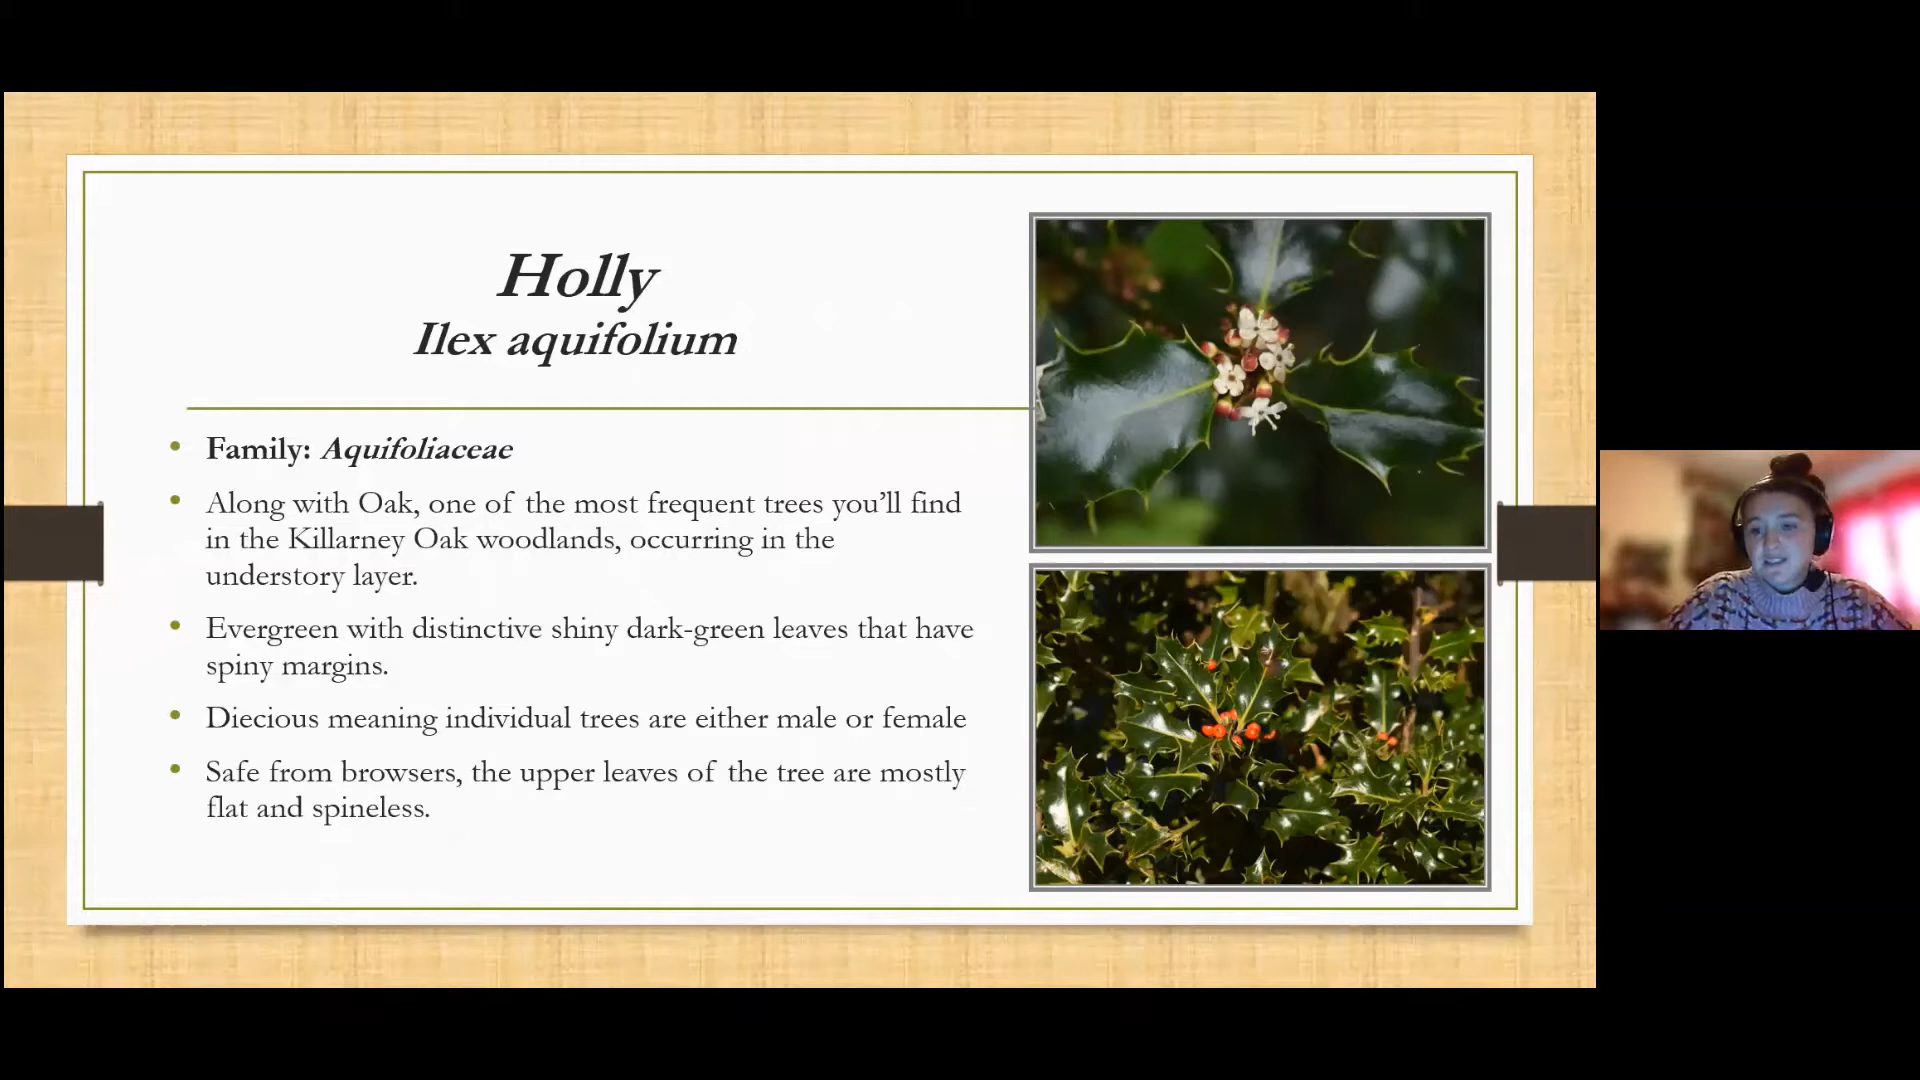 Holly
Ilex aquifolium
• Family: Aquifoliaceae
• Along with Oak, one of the most frequent trees you’ll find
in the Killarney Oak woodlands, occurring in the
understory layer.
• Evergreen with distinctive shiny dark-green leaves that have
spiny margins.
• Diecious meaning individual trees are either male or female
• Safe from browsers, the upper leaves of the tree are mostly
flat and spineless.